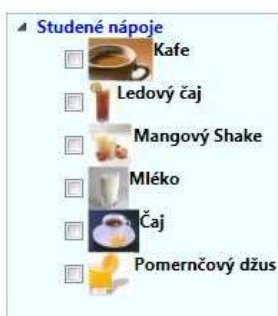 Studené nápoje
Kafe
Ledový čaj
Mangový Shake
Mléko
Čaj
Pomernčový džus